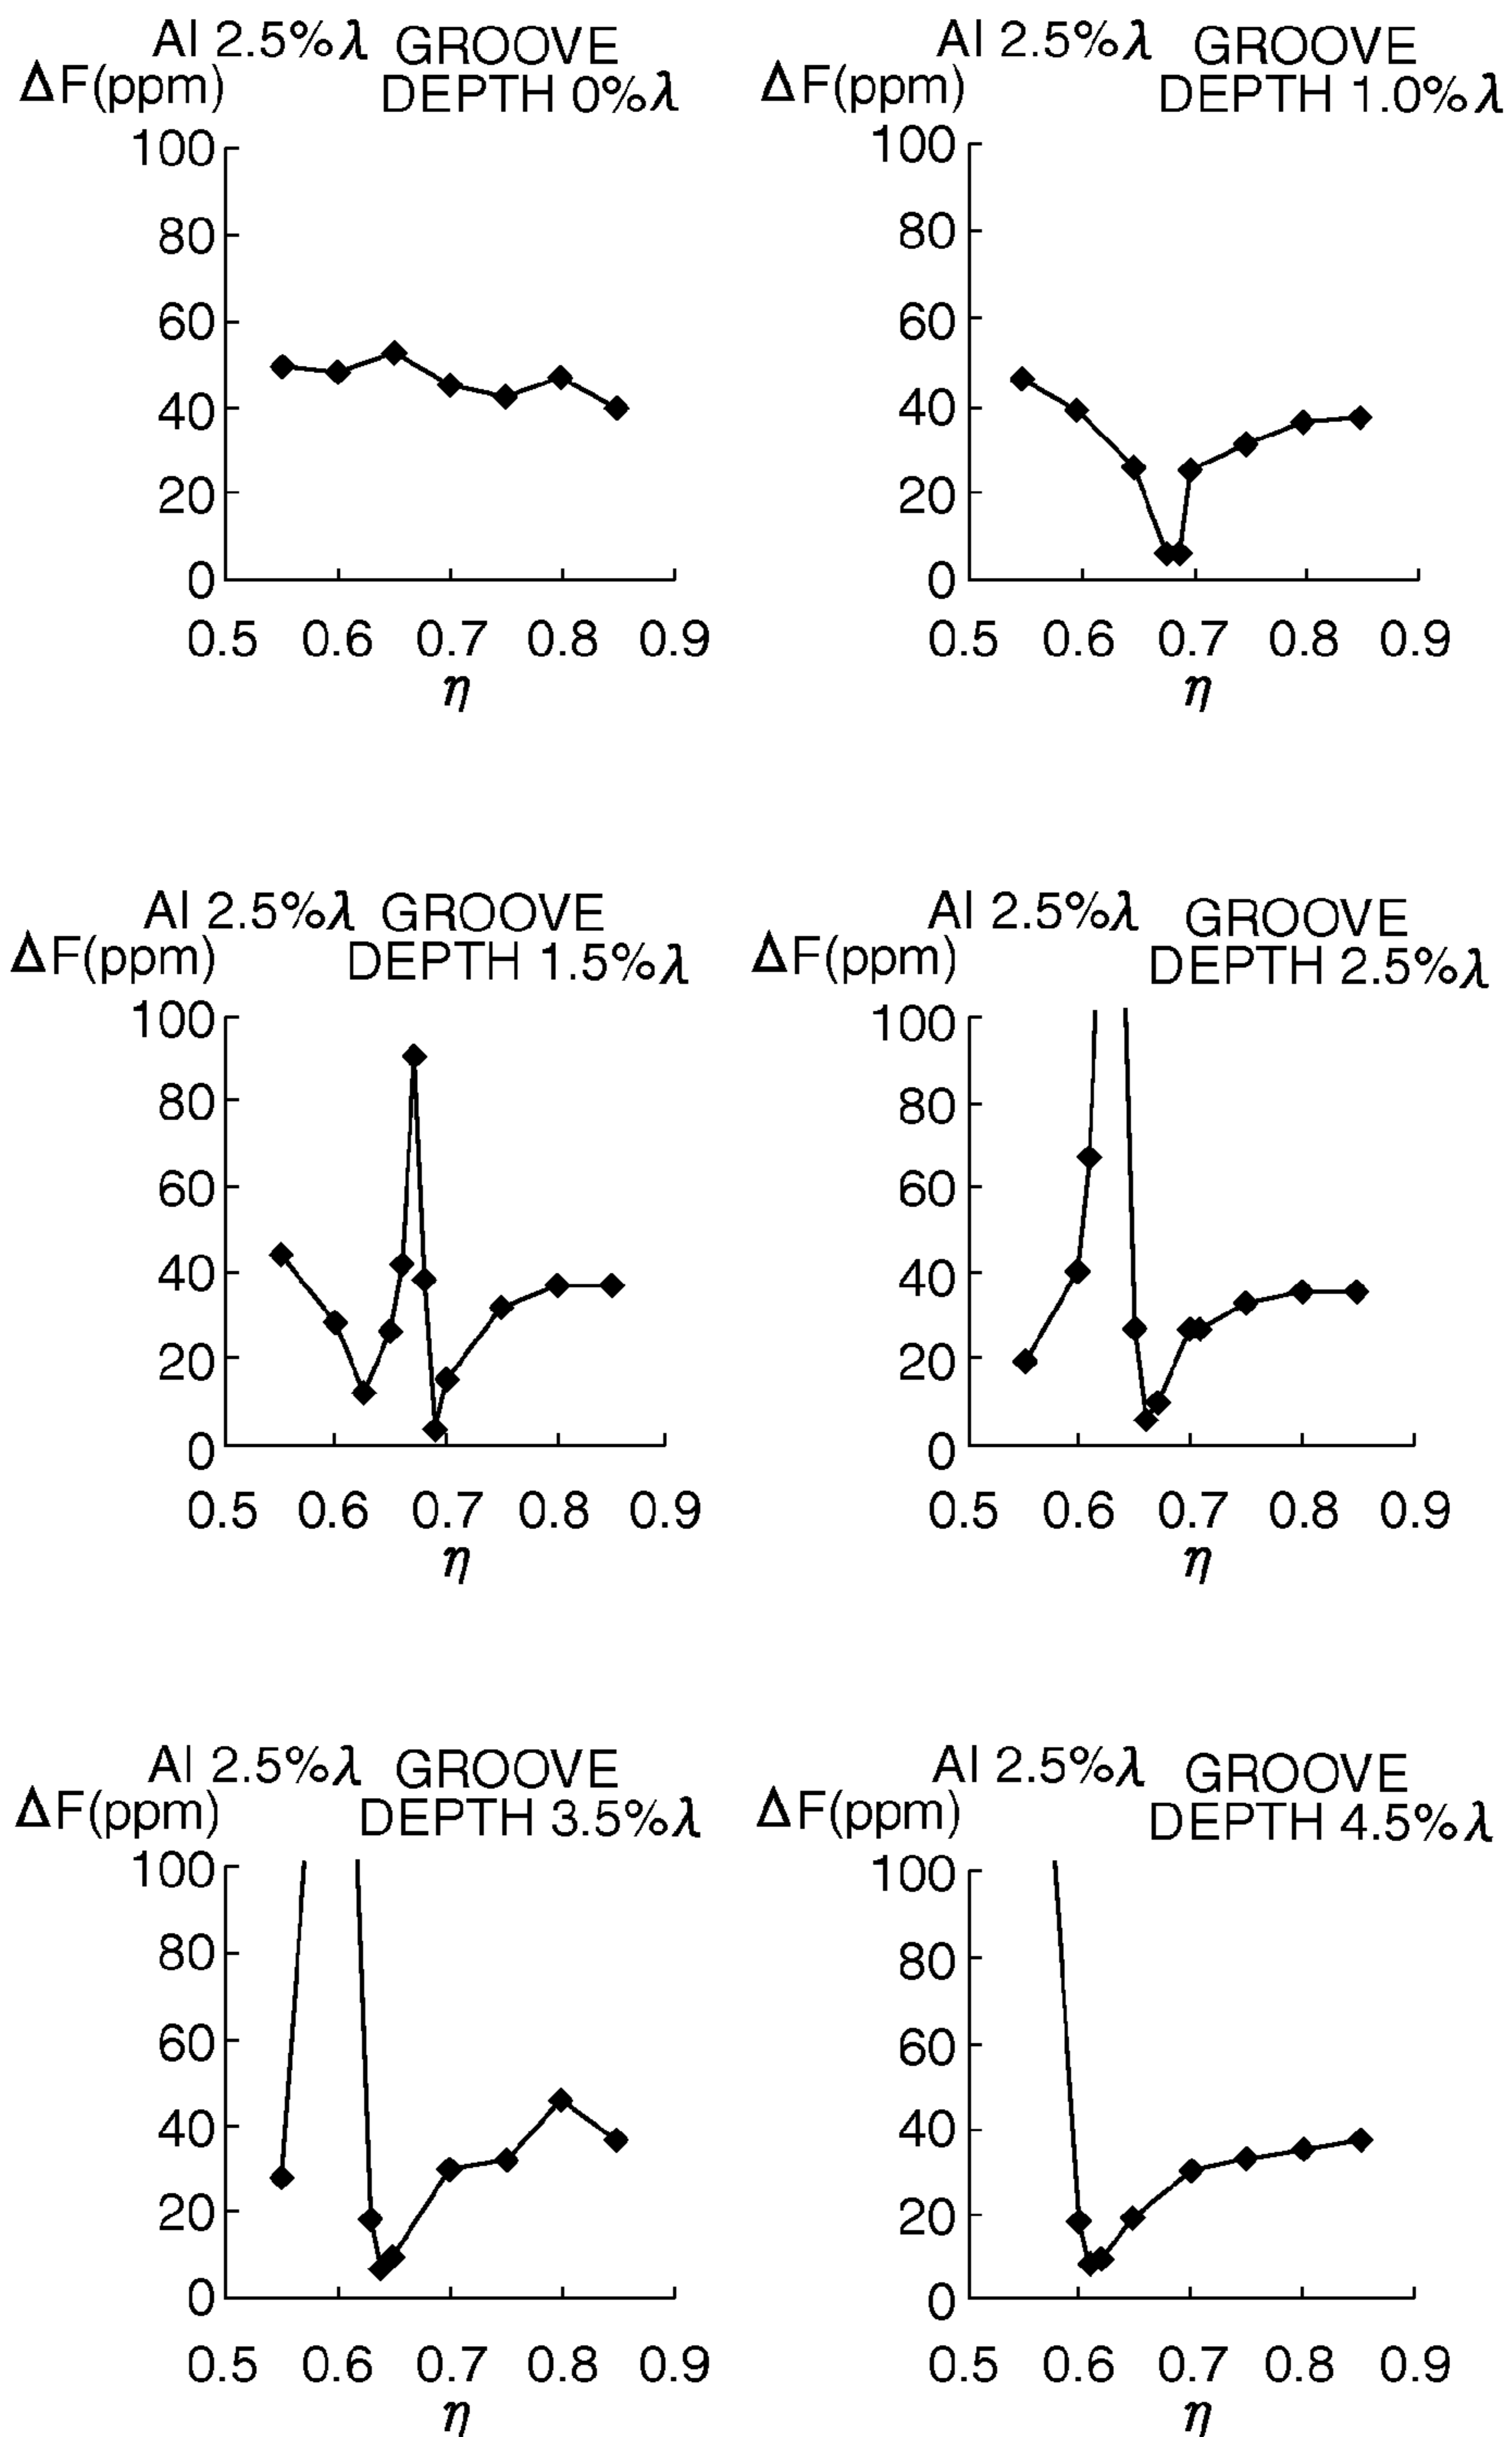 Al 2.5%λ GROOVE
ΔF(ppm) DEPTH 0%λ
100
80
60
40
20
0
0.5 0.6 0.7 0.8 0.9
η
Al 2.5%λ GROOVE
ΔF(ppm) DEPTH 1.0%λ
100
80
60
40
20
0
0.5 0.6 0.7 0.8 0.9
η
Al 2.5%λ GROOVE
ΔF(ppm) DEPTH 1.5%λ
100
80
60
40
20
0
0.5 0.6 0.7 0.8 0.9
η
Al 2.5%λ GROOVE
ΔF(ppm) DEPTH 2.5%λ
100
80
60
40
20
0
0.5 0.6 0.7 0.8 0.9
η
Al 2.5%λ GROOVE
ΔF(ppm) DEPTH 3.5%λ
100
80
60
40
20
0
0.5 0.6 0.7 0.8 0.9
η
Al 2.5%λ GROOVE
ΔF(ppm) DEPTH 4.5%λ
100
80
60
40
20
0
0.5 0.6 0.7 0.8 0.9
η